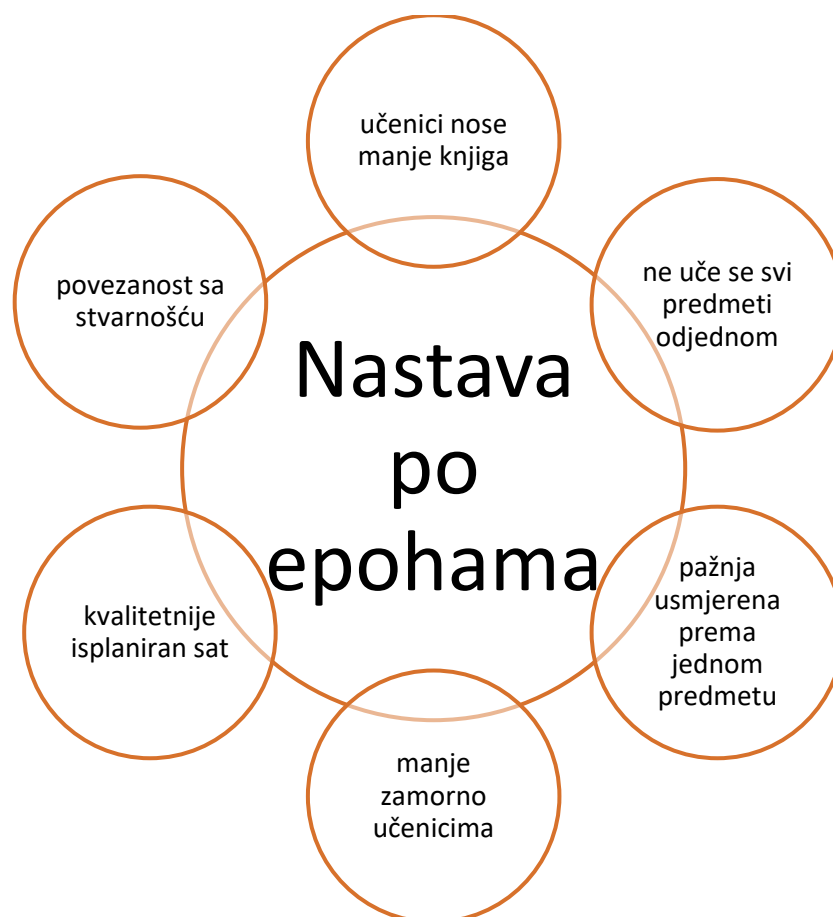 učenici nose
manje knjiga
povezanost sa
stvarnošću
ne uče se svi
predmeti
odjednom
Nastava
po
epohama
kvalitetnije
isplaniran sat
pažnja
usmjerena
prema
jednom
predmetu
manje
zamorno
učenicima